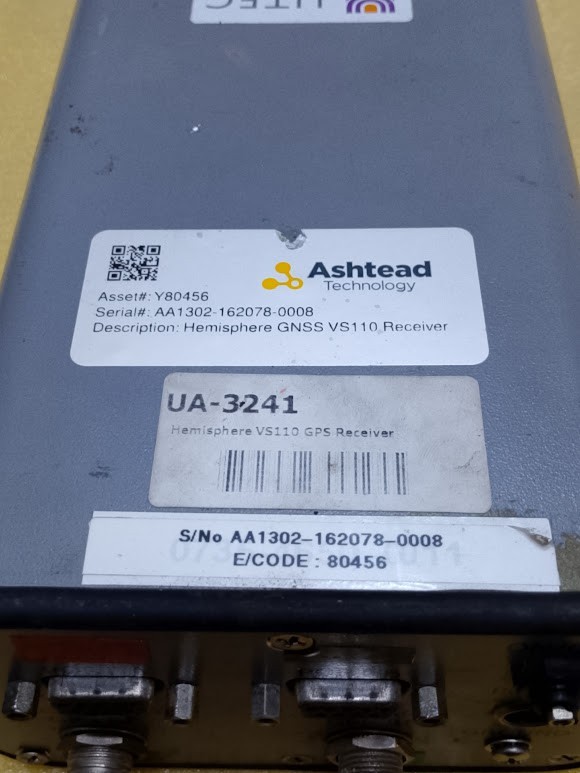 UTEC
Ashtead
Technology
Asset#: Y80456
Serial#: AA1302-162078-0008
Description: Hemisphere GNSS VS110 Receiver
UA-3241
Hemisphere VS110 GPS Receiver
S/No AA1302-162078-0008
E/CODE : 80456